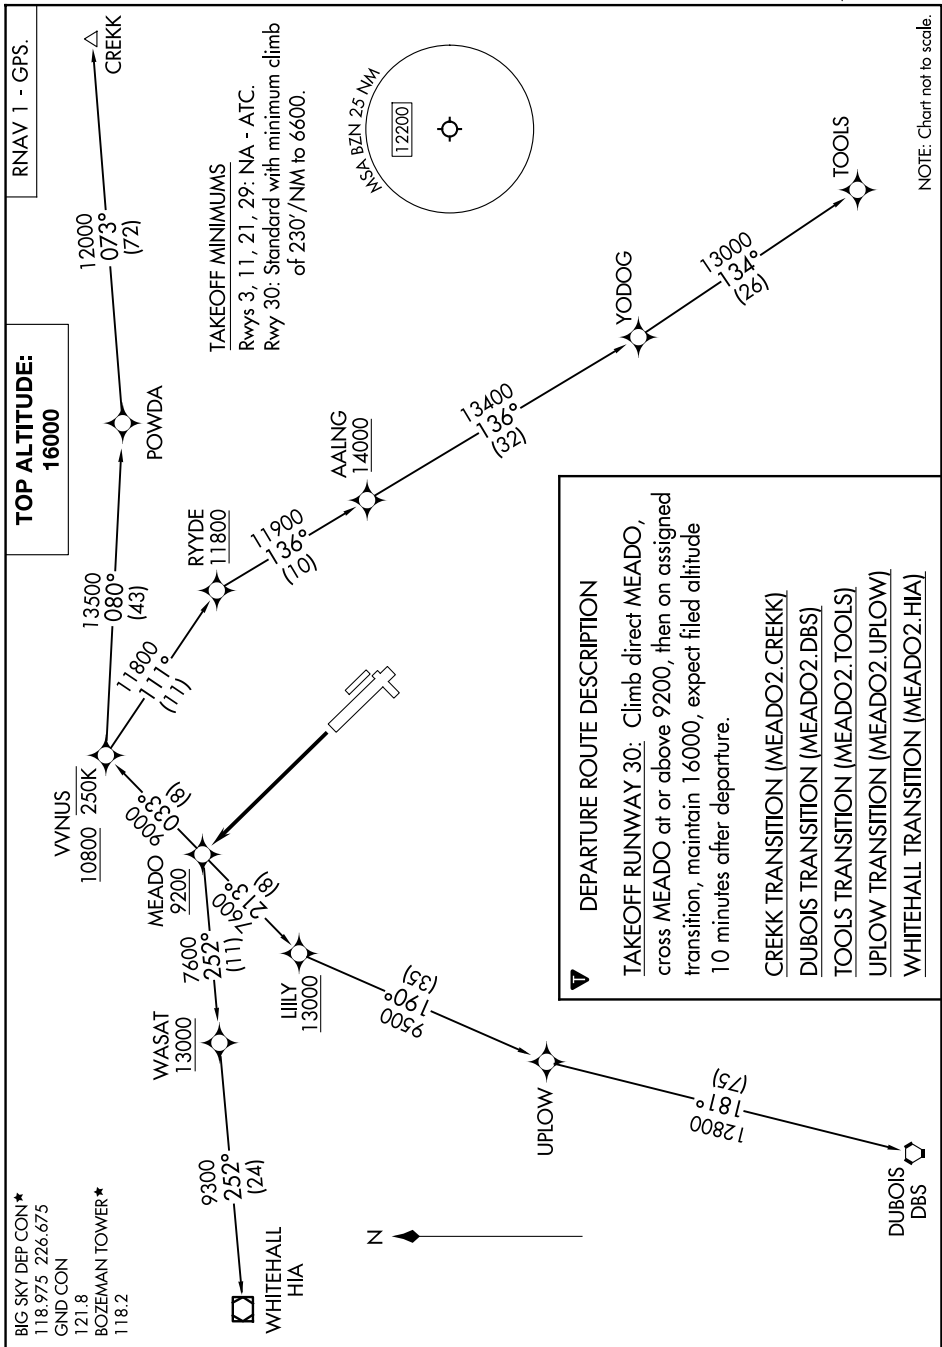 BIG SKY DEP CON★
118.975 226.675
GND CON
121.8
BOZEMAN TOWER★
118.2
TOP ALTITUDE:
16000
RNAV 1 - GPS.
VVNUS
10800 250K
13500
080°
(43)
POWDA
12000
073°
(72)
CREKK
9000
033°
(8)
11800
111°
(11)
RYYDE
11800
TAKEOFF MINIMUMS
Rwys 3, 11, 21, 29: NA - ATC.
Rwy 30: Standard with minimum climb
of 230'/NM to 6600.
MEADO
9200
WASAT
13000
7600
252°
(11)
7600
213°
(8)
9300
252°
(24)
WHITEHALL
HIA
LIILY
13000
11900
136°
(10)
AALNG
14000
MSA BZN 25 NM
12200
N
9500
190°
(35)
13400
136°
(32)
YODOG
13000
134°
(26)
TOOLS
UPLOW
12800
181°
(75)
DUBOIS
DBS
T
DEPARTURE ROUTE DESCRIPTION
TAKEOFF RUNWAY 30: Climb direct MEADO,
cross MEADO at or above 9200, then on assigned
transition, maintain 16000, expect filed altitude
10 minutes after departure.
CREKK TRANSITION (MEADO2.CREKK)
DUBOIS TRANSITION (MEADO2.DBS)
TOOLS TRANSITION (MEADO2.TOOLS)
UPLOW TRANSITION (MEADO2.UPLOW)
WHITEHALL TRANSITION (MEADO2.HIA)
NOTE: Chart not to scale.